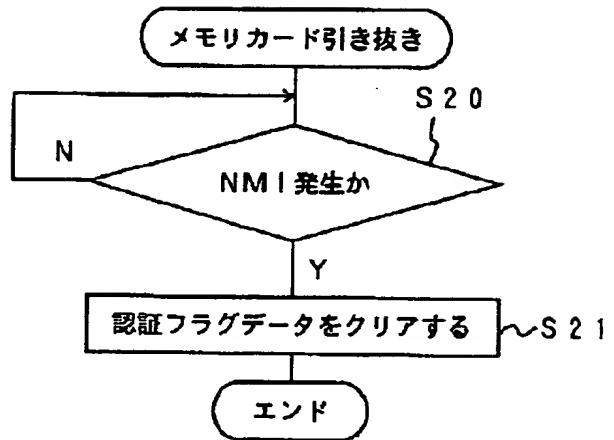 メモリカード引き抜き
S20
N
NMI発生か
Y
認証フラグデータをクリアする
S21
エンド